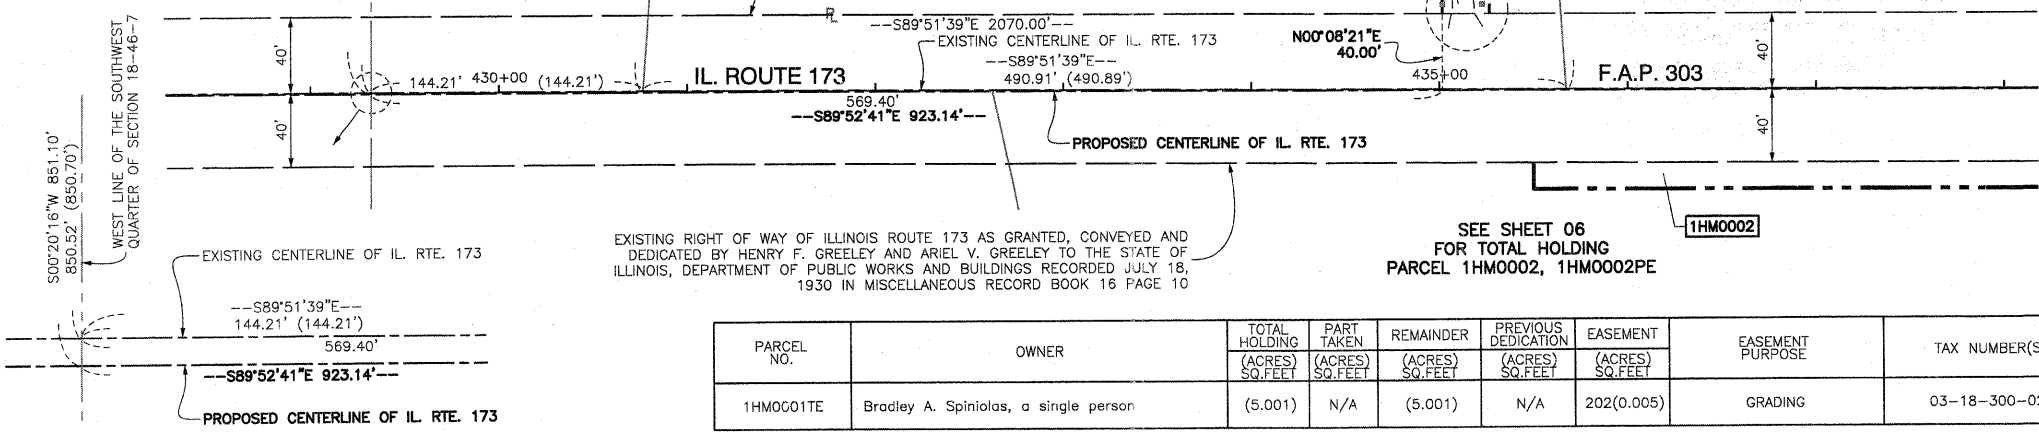 PL
---S89°51'39"E 2070.00'---
EXISTING CENTERLINE OF IL. RTE. 173
---S89°51'39"E---
490.91' (490.89')
N00°08'21"E
40.00'
40'
40'
144.21' 430+00 (144.21')
IL. ROUTE 173
435+00
F.A.P. 303
569.40'
---S89°52'41"E 923.14'---
40'
40'
PROPOSED CENTERLINE OF IL. RTE. 173
S00°20'16"W 851.10'
850.52' (850.70')
WEST LINE OF THE SOUTHWEST
QUARTER OF SECTION 18-46-7
1HM0002
SEE SHEET 06
FOR TOTAL HOLDING
PARCEL 1HM0002, 1HM0002PE
EXISTING RIGHT OF WAY OF ILLINOIS ROUTE 173 AS GRANTED, CONVEYED AND
DEDICATED BY HENRY F. GREELEY AND ARIEL V. GREELEY TO THE STATE OF
ILLINOIS, DEPARTMENT OF PUBLIC WORKS AND BUILDINGS RECORDED JULY 18,
1930 IN MISCELLANEOUS RECORD BOOK 16 PAGE 10
EXISTING CENTERLINE OF IL. RTE. 173
---S89°51'39"E---
144.21' (144.21')
569.40'
---S89°52'41"E 923.14'---
PROPOSED CENTERLINE OF IL. RTE. 173
PARCEL NO. OWNER TOTAL HOLDING PART TAKEN REMAINDER PREVIOUS DEDICATION EASEMENT EASEMENT PURPOSE TAX NUMBER(S
(ACRES) SQ.FEET (ACRES) SQ.FEET (ACRES) SQ.FEET (ACRES) SQ.FEET (ACRES) SQ.FEET
1HM0001TE Bradley A. Spiniolas, a single person (5.001) N/A (5.001) N/A 202(0.005) GRADING 03-18-300-02